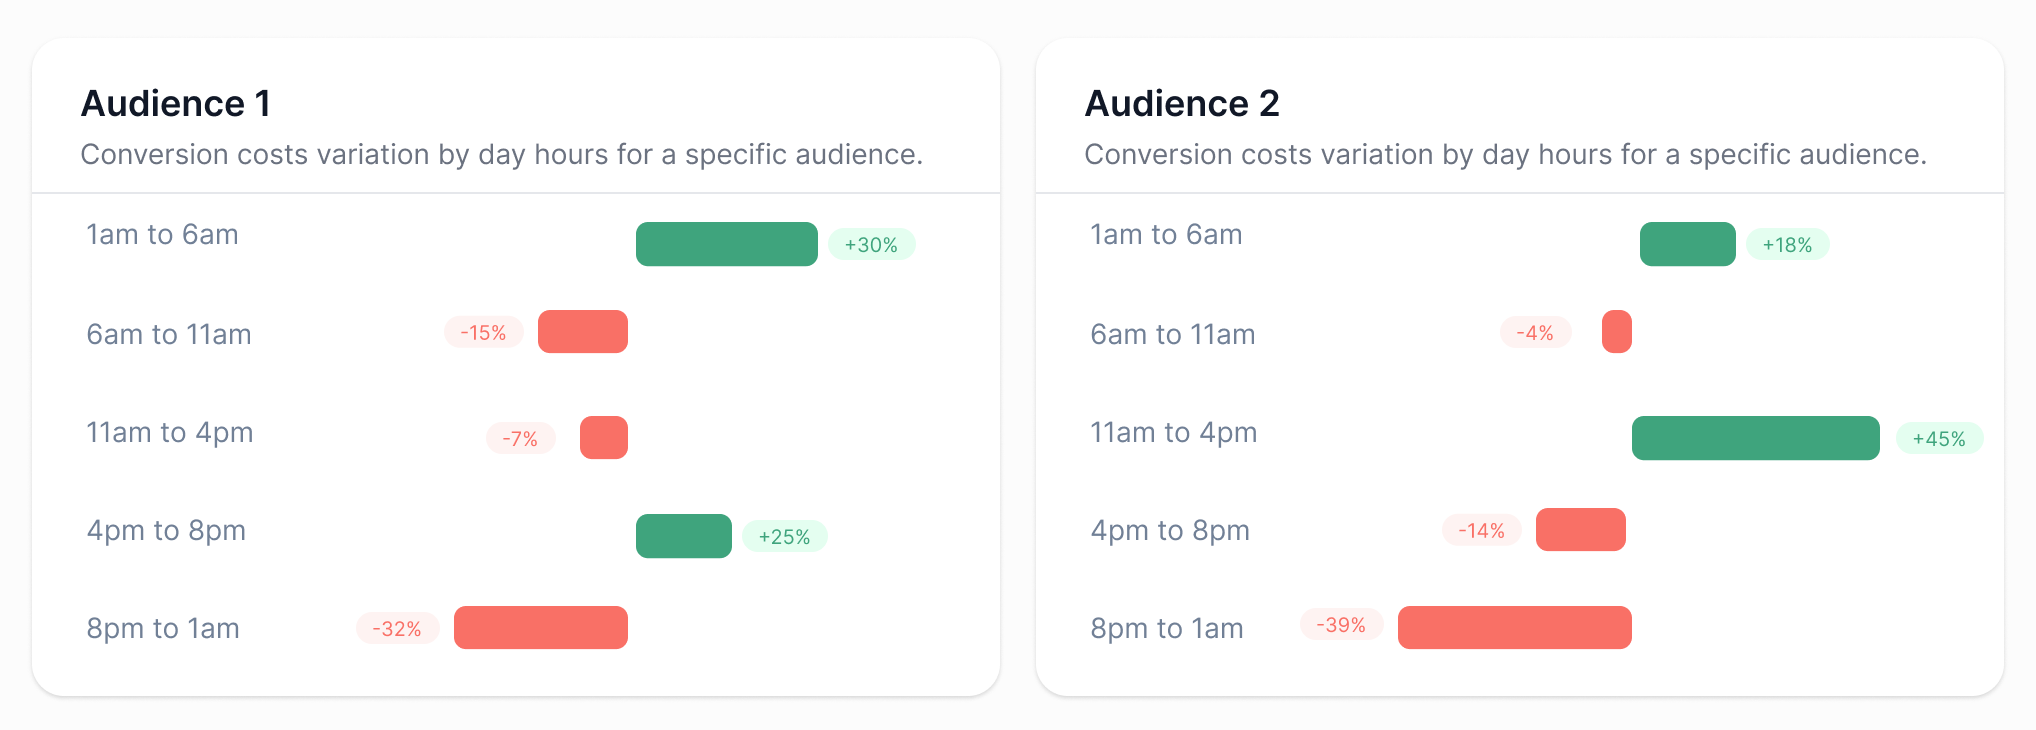 Audience 1
Conversion costs variation by day hours for a specific audience.
1am to 6am
+30%
6am to 11am
-15%
11am to 4pm
-7%
4pm to 8pm
+25%
8pm to 1am
-32%
Audience 2
Conversion costs variation by day hours for a specific audience.
1am to 6am
+18%
6am to 11am
-4%
11am to 4pm
+45%
4pm to 8pm
-14%
8pm to 1am
-39%